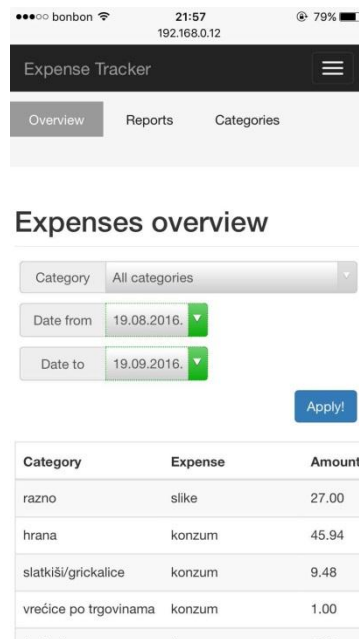 bonbon 21:57 79%
192.168.0.12
Expense Tracker
Overview Reports Categories
Expenses overview
Category All categories
Date from 19.08.2016.
Date to 19.09.2016.
Apply!
Category Expense Amount
razno slike 27.00
hrana konzum 45.94
slatkiši/grickalice konzum 9.48
vrećice po trgovinama konzum 1.00